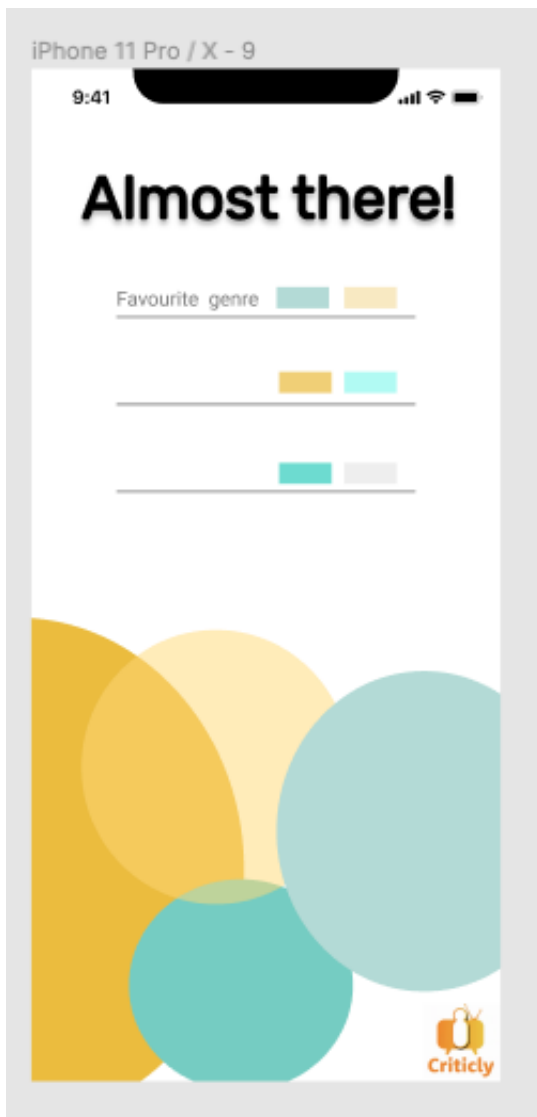 iPhone 11 Pro / X - 9
9:41
Almost there!
Favourite genre
Criticly